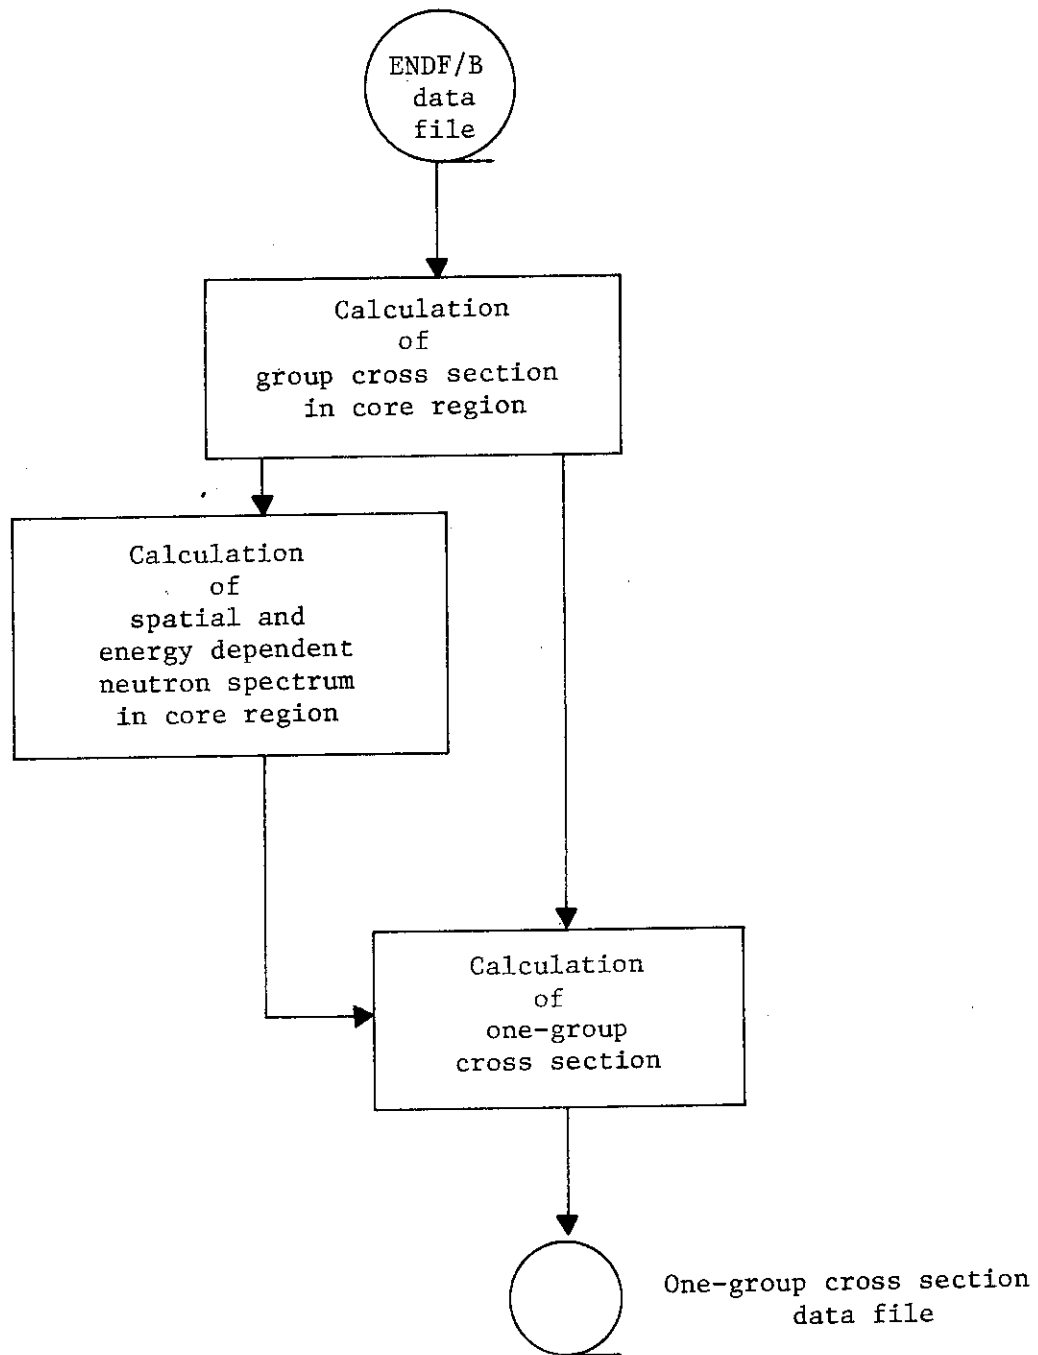 ENDF/B
data
file
Calculation
of
group cross section
in core region
Calculation
of
spatial and
energy dependent
neutron spectrum
in core region
Calculation
of
one-group
cross section
One-group cross section
data file